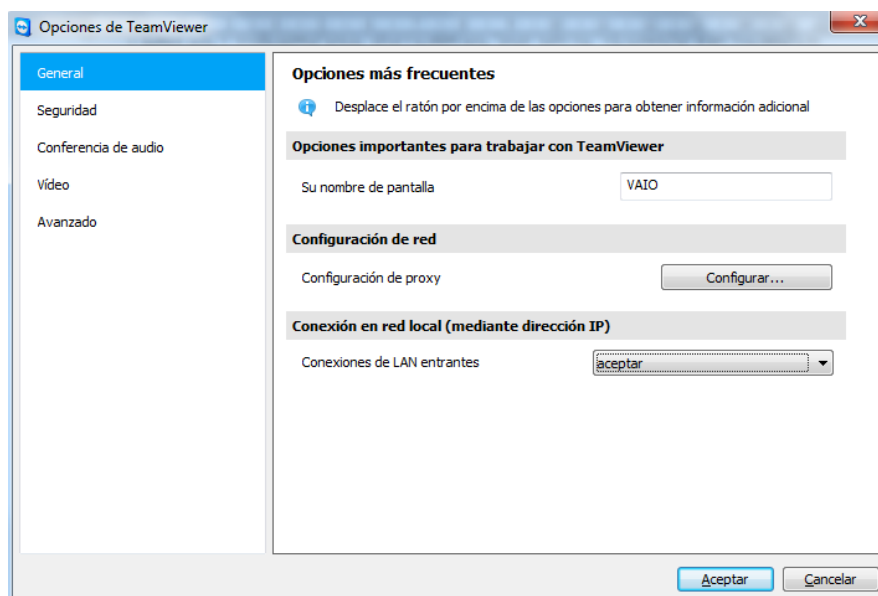 Opciones de TeamViewer
General
Seguridad
Conferencia de audio
Vídeo
Avanzado
Opciones más frecuentes
Desplace el ratón por encima de las opciones para obtener información adicional
Opciones importantes para trabajar con TeamViewer
Su nombre de pantalla VAIO
Configuración de red
Configuración de proxy Configurar...
Conexión en red local (mediante dirección IP)
Conexiones de LAN entrantes aceptar
Aceptar Cancelar